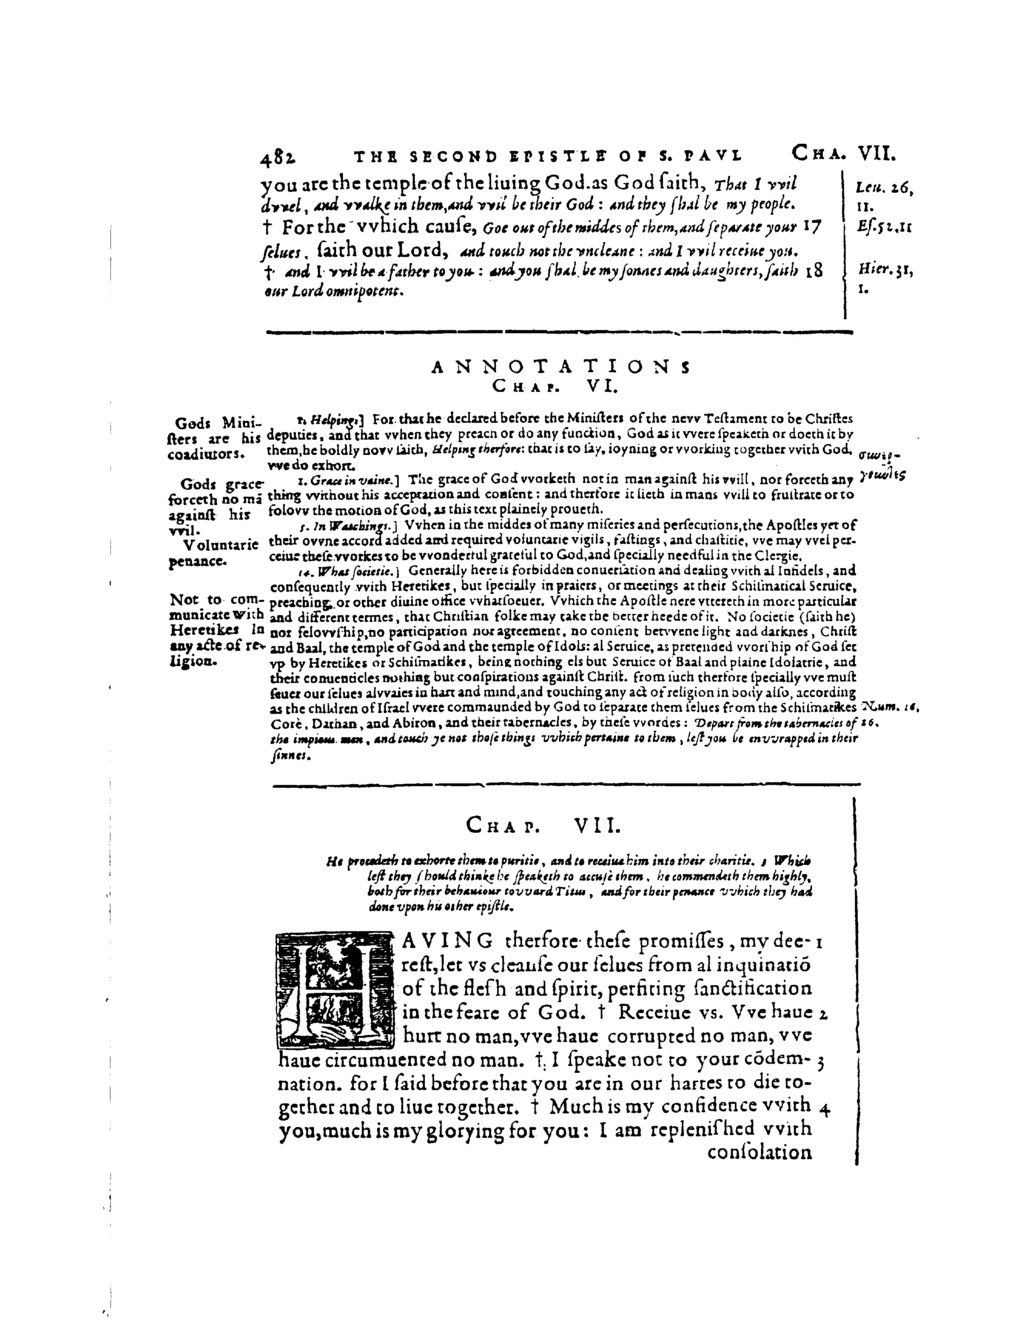 482 THE SECOND EPISTLE OF S. PAVL CHA. VII.
you are the temple of the liuing God. as God ſaith, That I vvil
dvvel, and vvalke in them, and vvil be their God : and they ſhal be my people.
† For the vvhich cauſe, Goe out of the middes of them, and ſeparate your 17
ſelues, ſaith our Lord, and touch not the vncleane : and I vvil receiue you.
† and I vvil be a father to you : and you ſhal be my ſonnes and daughters, ſaith 18
our Lord omnipotent.
Leu. 26,
11.
Eſ. 52, 11
Hier. 31,
1.
ANNOTATIONS
CHAP. VI.
Gods Mini-
ſters are his
coadiutors.
1. Helping.] For that he declared before the Miniſters of the nevv Teſtament to be Chriſtes
deputies, and that vvhen they preach or do any function, God as it vvere ſpeaketh or doeth it by
them, he boldly novv ſaith, Helping therfore: that is to ſay, ioyning or vvorking together vvith God,
vve do exhort.
συνερ-
γουῦτες
Gods grace
forceth no mā
againſt his
vvil.
1. Grace in vaine.] The grace of God vvorketh not in man againſt his vvill, nor forceth any
thing vvithout his acceptation and conſent : and therfore it lieth in mans vvill to fruſtrate or to
folovv the motion of God, as this text plainely proueth.
Voluntarie
penance.
5. In Watchings.] Vvhen in the middes of many miſeries and perſecutions, the Apoſtles yet of
their ovvne accord added and required voluntarie vigils, faſtings, and chaſtitie, vve may vvel per-
ceiue theſe vvorkes to be vvonderful grateful to God, and ſpecially needful in the Clergie.
Not to com-
municate with
Heretikes in
any acte of re-
ligion.
14. What ſocietie.] Generally here is forbidden conuerſation and dealing vvith al Infidels, and
conſequently vvith Heretikes, but ſpecially in praiers, or meetings at their Schiſmatical Seruice,
preaching, or other diuine office vvhatſoeuer. Vvhich the Apoſtle here vttereth in more particular
and different termes, that Chriſtian folke may take the better heede of it. No ſocietie (ſaith he)
nor felovvſhip, no participation nor agreement, no conſent betvvene light and darknes, Chriſt
and Baal, the temple of God and the temple of Idols: al Seruice, as pretended vvorſhip of God ſet
vp by Heretikes or Schiſmatikes, being nothing els but Seruice of Baal and plaine Idolatrie, and
their conuenticles nothing but conſpirations againſt Chriſt. from ſuch therfore ſpecially vve muſt
ſeuer our ſelues alvvaies in hart and mind, and touching any act of religion in body alſo, according
as the children of Iſrael vvere commaunded by God to ſeparate them ſelues from the Schiſmatikes
Corè, Dathan, and Abiron, and their tabernacles, by theſe vvordes : Depart from the tabernacles of
the impious men, and touch ye not thoſe things vvhich pertaine to them, leſt you be envvrapped in their
ſinnes.
Num. 16,
26.
CHAP. VII.
He procedeth to exhorte them to puritie, and to receiue him into their charitie. 5 Which
leſt they ſhould thinke he ſpeaketh to accuſe them, he commendeth them highly,
both for their behauiour tovvard Titus, and for their penance vvhich they had
done vpon his other epiſtle.
HAVING therfore theſe promiſſes, my dee- 1
reſt, let vs cleanſe our ſelues from al inquinatiō
of the fleſh and ſpirit, perfiting ſanctification
in the feare of God. † Receiue vs. Vve haue 2
hurt no man, vve haue corrupted no man, vve
haue circumuented no man. † I ſpeake not to your cōdem- 3
nation. for I ſaid before that you are in our hartes to die to-
gether and to liue together. † Much is my confidence vvith 4
you, much is my glorying for you : I am repleniſhed vvith
conſolation